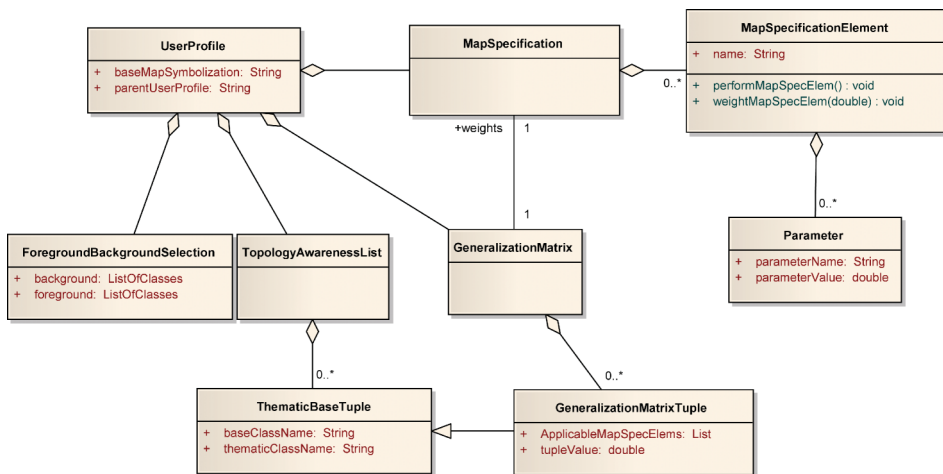 UserProfile
+ baseMapSymbolization: String
+ parentUserProfile: String
MapSpecification
MapSpecificationElement
+ name: String
+ performMapSpecElem() : void
+ weightMapSpecElem(double) : void
0..*
+weights
1
1
0..*
ForegroundBackgroundSelection
+ background: ListOfClasses
+ foreground: ListOfClasses
TopologyAwarenessList
GeneralizationMatrix
Parameter
+ parameterName: String
+ parameterValue: double
0..*
0..*
ThematicBaseTuple
+ baseClassName: String
+ thematicClassName: String
GeneralizationMatrixTuple
+ ApplicableMapSpecElems: List
+ tupleValue: double